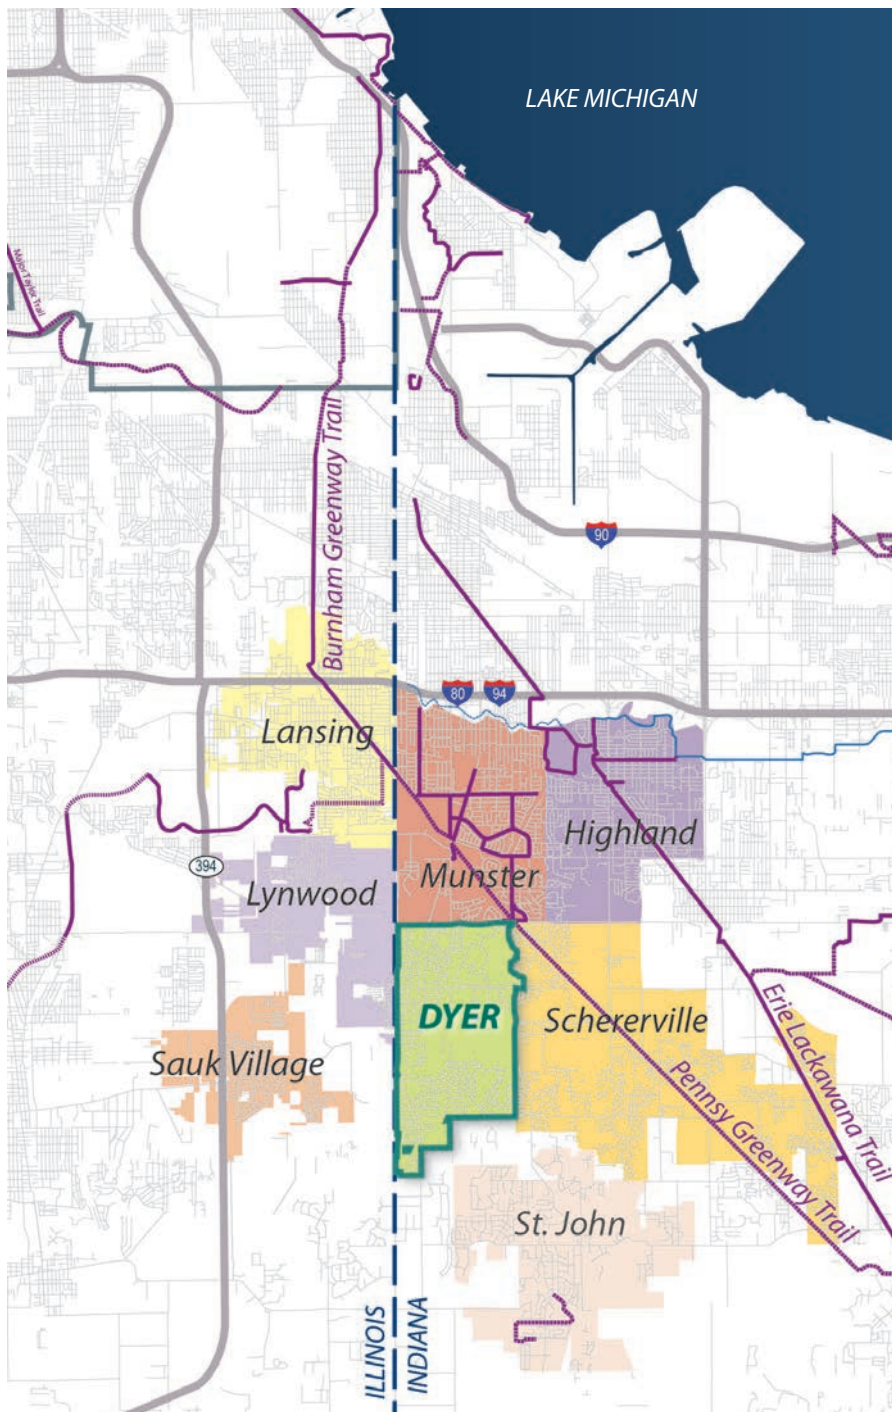 LAKE MICHIGAN
Major Taylor Trail
Burnham Greenway Trail
90
80
94
Lansing
Highland
394
Munster
Lynwood
DYER
Schererville
Sauk Village
Erie Lackawana Trail
Pennsy Greenway Trail
St. John
ILLINOIS
INDIANA